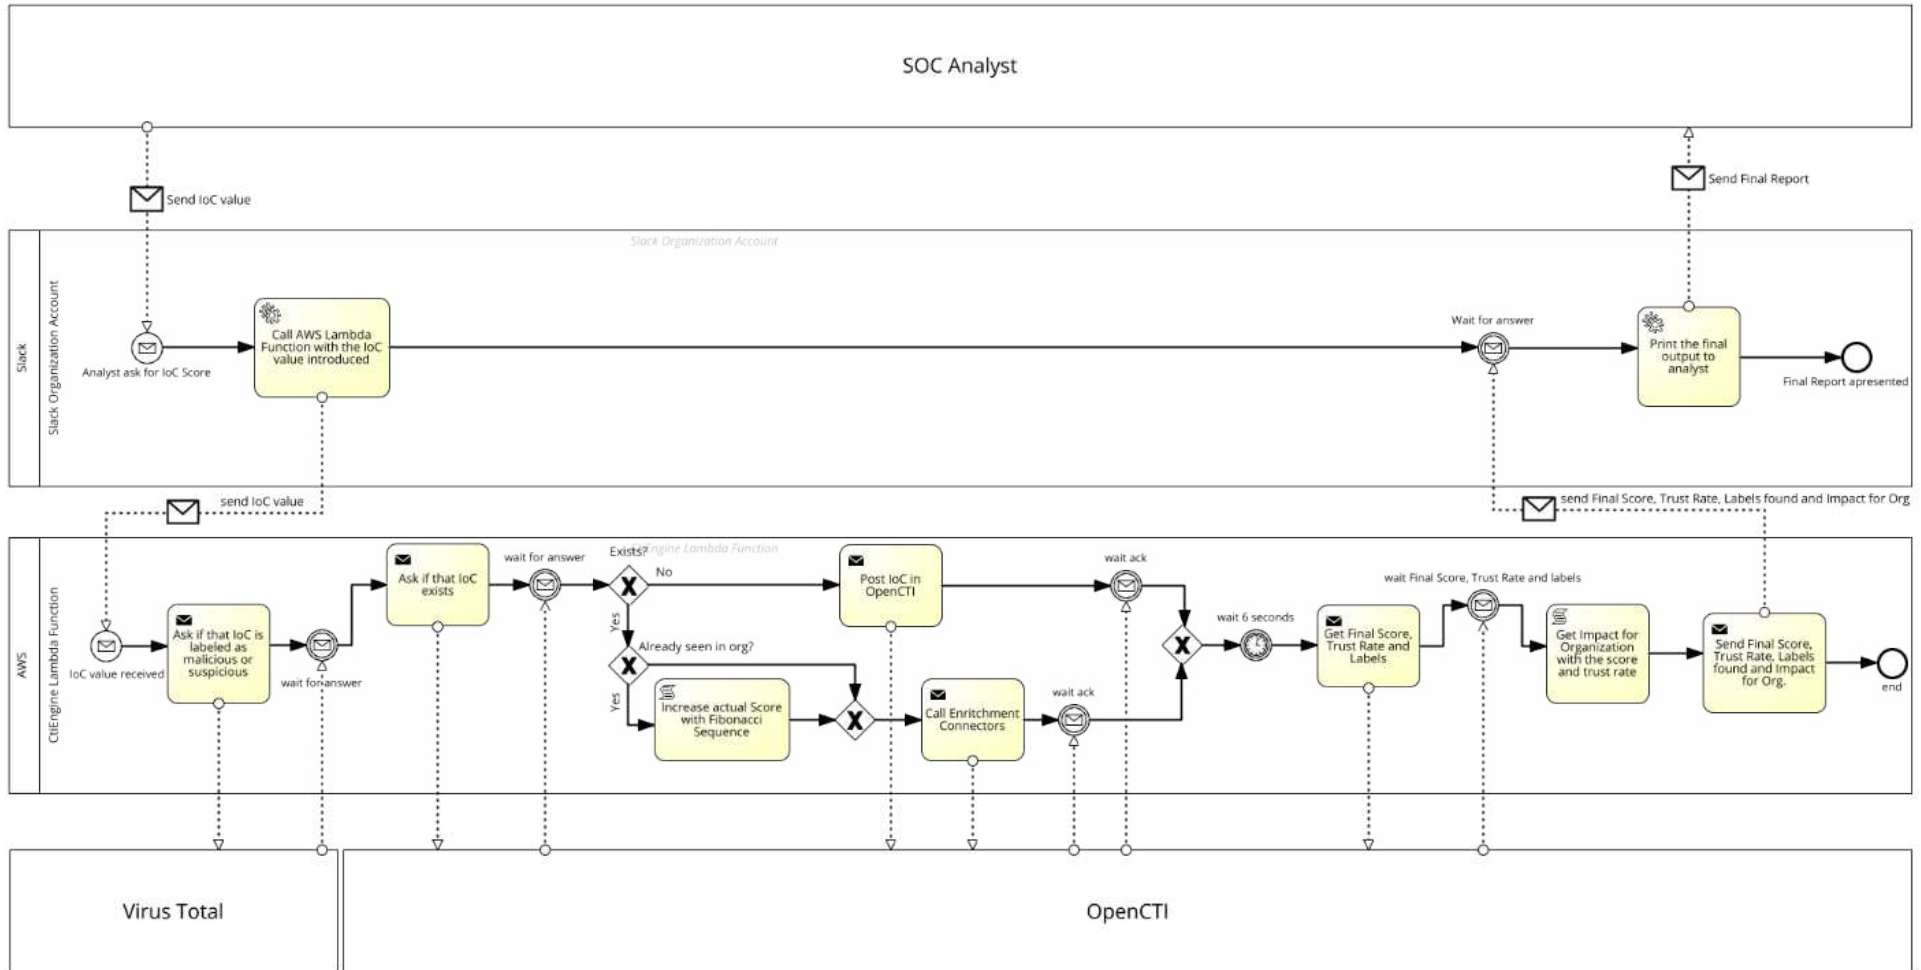 SOC Analyst
Send IoC value
Send Final Report
Slack
Slack Organization Account
Slack Organization Account
Analyst ask for IoC Score
Call AWS Lambda
Function with the IoC
value introduced
Wait for answer
Print the final
output to
analyst
Final Report apresented
send IoC value
send Final Score, Trust Rate, Labels found and Impact for Org
AWS
CtiEngine Lambda Function
Engine Lambda Function
IoC value received
Ask if that IoC is
labeled as
malicious or
suspicious
wait for answer
Ask if that IoC
exists
wait for answer
Exists?
No
Yes
Already seen in org?
Yes
Increase actual Score
with Fibonacci
Sequence
Post IoC in
OpenCTI
wait ack
Call Enritchment
Connectors
wait ack
wait 6 seconds
Get Final Score,
Trust Rate and
Labels
wait Final Score, Trust Rate and labels
Get Impact for
Organization
with the score
and trust rate
Send Final Score,
Trust Rate, Labels
found and Impact
for Org.
end
Virus Total
OpenCTI